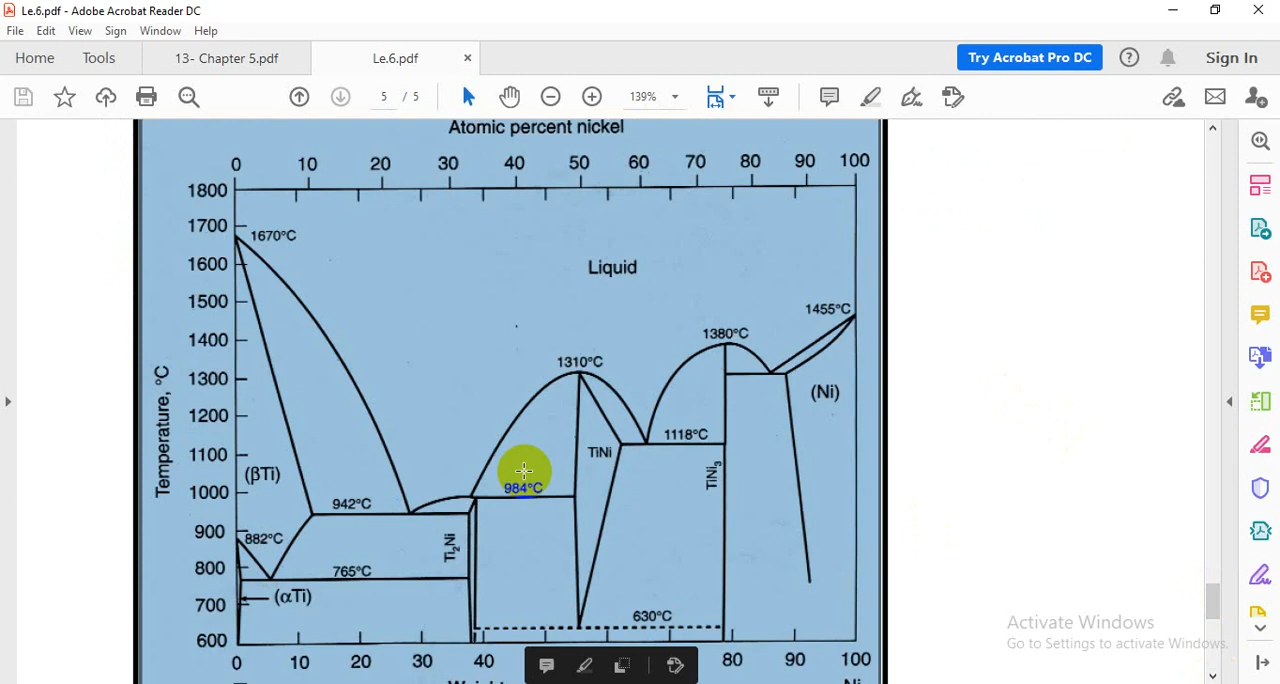 Le.6.pdf - Adobe Acrobat Reader DC
File Edit View Sign Window Help
Home Tools 13- Chapter 5.pdf Le.6.pdf × Try Acrobat Pro DC Sign In
5 / 5 139%
Atomic percent nickel
0 10 20 30 40 50 60 70 80 90 100
1800
1700
1670°C
1600
Liquid
1500
1455°C
1400
1380°C
1310°C
1300
(Ni)
1200
1118°C
1100
TiNi
(βTi)
TiNi3
984°C
1000
942°C
900
882°C
Ti2Ni
800
765°C
700
(αTi)
630°C
600
0 10 20 30 40 80 90 100
Temperature, °C
Ni
Activate Windows
Go to Settings to activate Windows.